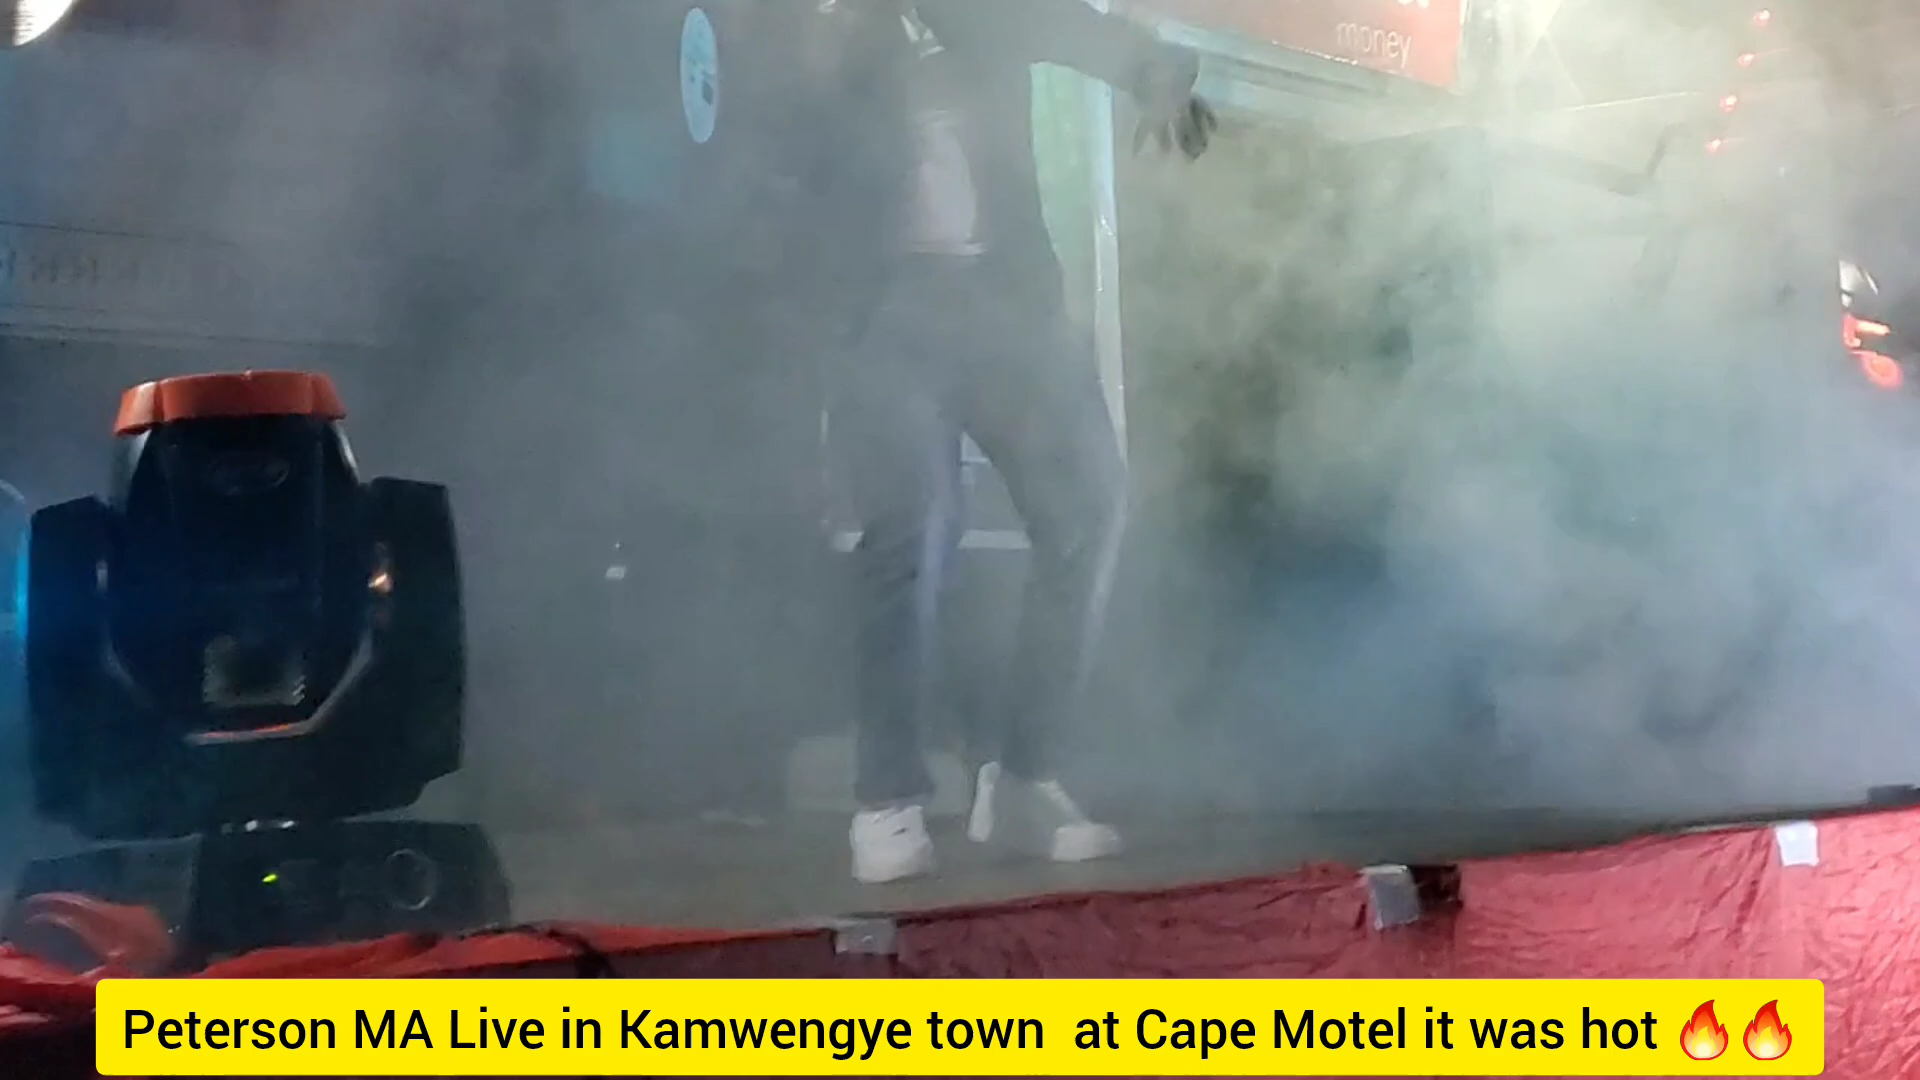 money
Peterson MA Live in Kamwengye town at Cape Motel it was hot 🔥🔥